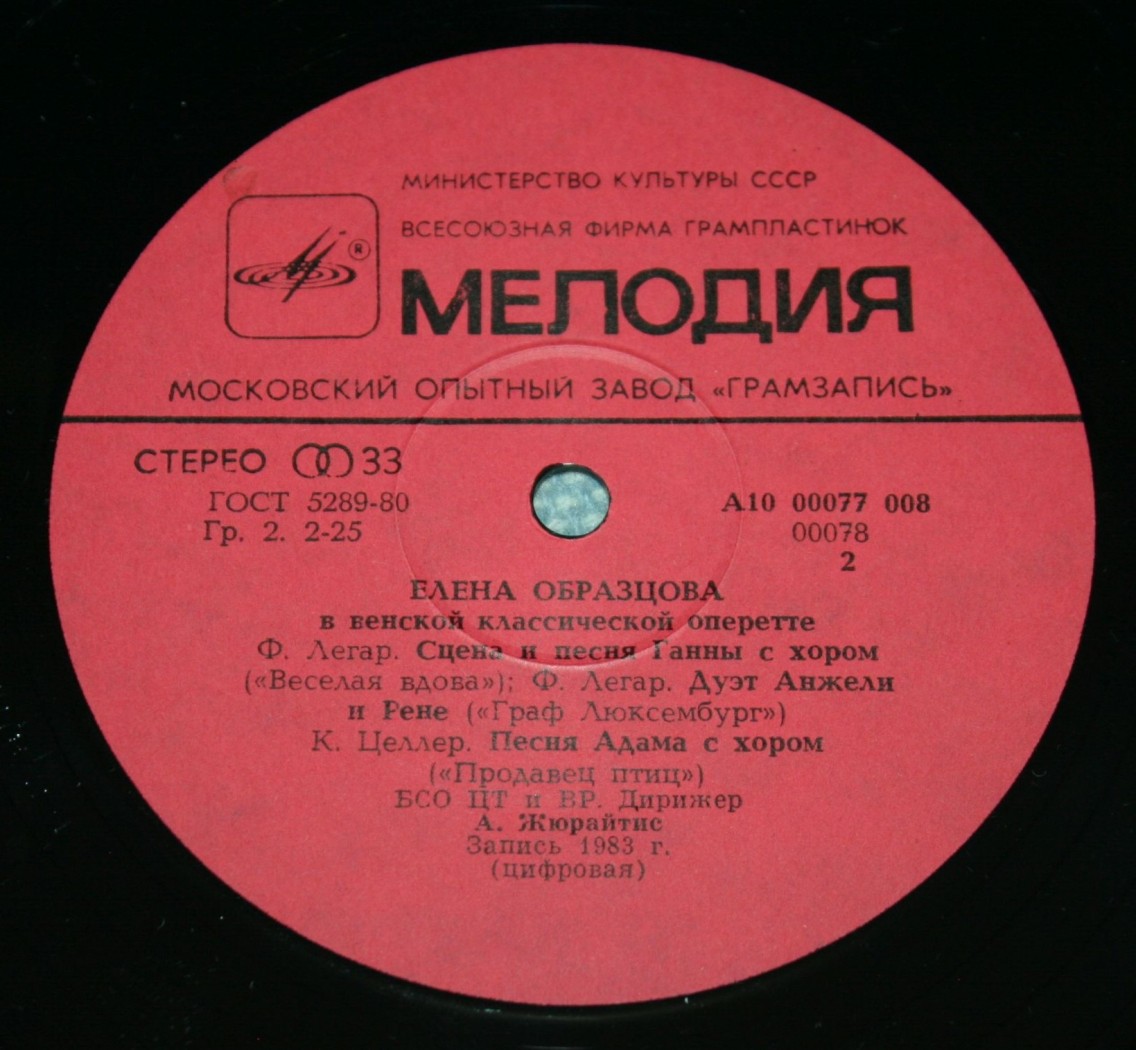 МИНИСТЕРСТВО КУЛЬТУРЫ СССР
ВСЕСОЮЗНАЯ ФИРМА ГРАМПЛАСТИНОК
®
МЕЛОДИЯ
МОСКОВСКИЙ ОПЫТНЫЙ ЗАВОД «ГРАМЗАПИСЬ»
СТЕРЕО 33
ГОСТ 5289-80
Гр. 2. 2-25
А10 00077 008
00078
2
ЕЛЕНА ОБРАЗЦОВА
в венской классической оперетте
Ф. Легар. Сцена и песня Ганны с хором
(«Веселая вдова»); Ф. Легар. Дуэт Анжели
и Рене («Граф Люксембург»)
К. Целлер. Песня Адама с хором
(«Продавец птиц»)
БСО ЦТ и ВР. Дирижер
А. Жюрайтис
Запись 1983 г.
(цифровая)